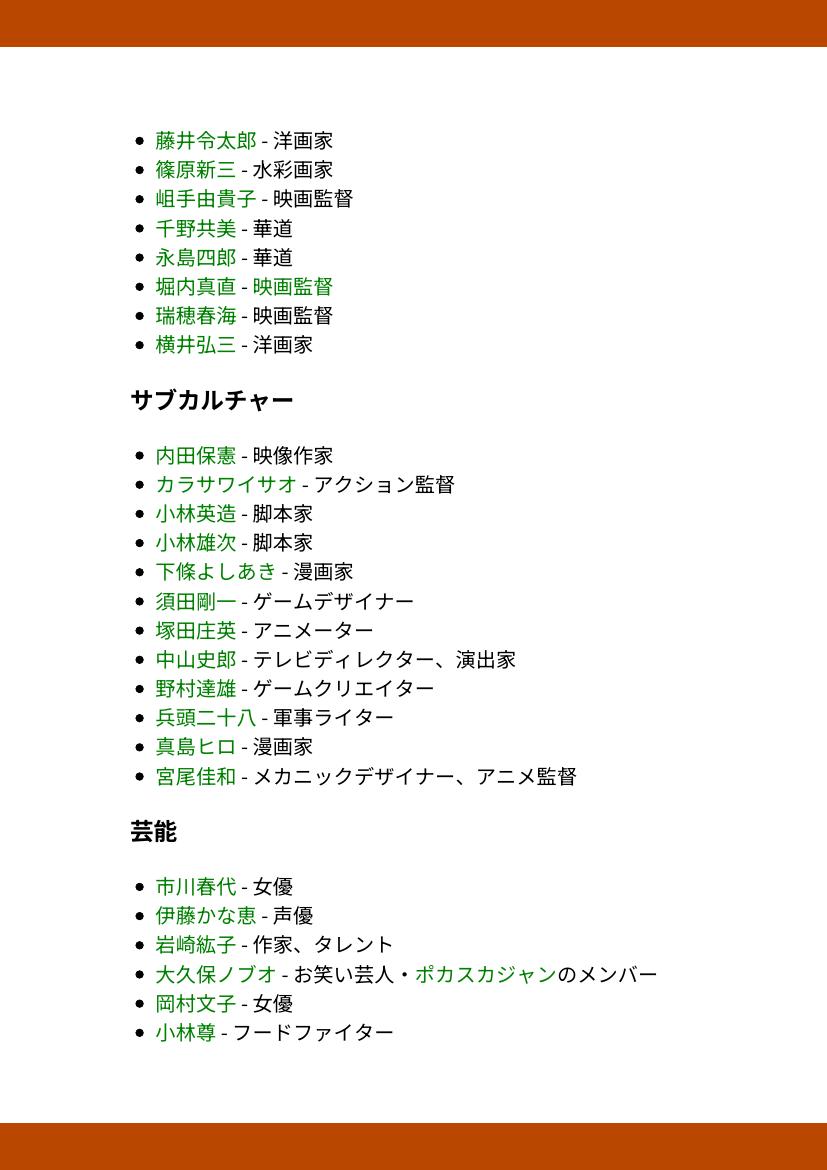 • 藤井令太郎 - 洋画家
• 篠原新三 - 水彩画家
• 岨手由貴子 - 映画監督
• 千野共美 - 華道
• 永島四郎 - 華道
• 堀内真直 - 映画監督
• 瑞穂春海 - 映画監督
• 横井弘三 - 洋画家
サブカルチャー
• 内田保憲 - 映像作家
• カラサワイサオ - アクション監督
• 小林英造 - 脚本家
• 小林雄次 - 脚本家
• 下條よしあき - 漫画家
• 須田剛一 - ゲームデザイナー
• 塚田庄英 - アニメーター
• 中山史郎 - テレビディレクター、演出家
• 野村達雄 - ゲームクリエイター
• 兵頭二十八 - 軍事ライター
• 真島ヒロ - 漫画家
• 宮尾佳和 - メカニックデザイナー、アニメ監督
芸能
• 市川春代 - 女優
• 伊藤かな恵 - 声優
• 岩崎紘子 - 作家、タレント
• 大久保ノブオ - お笑い芸人・ポカスカジャンのメンバー
• 岡村文子 - 女優
• 小林尊 - フードファイター